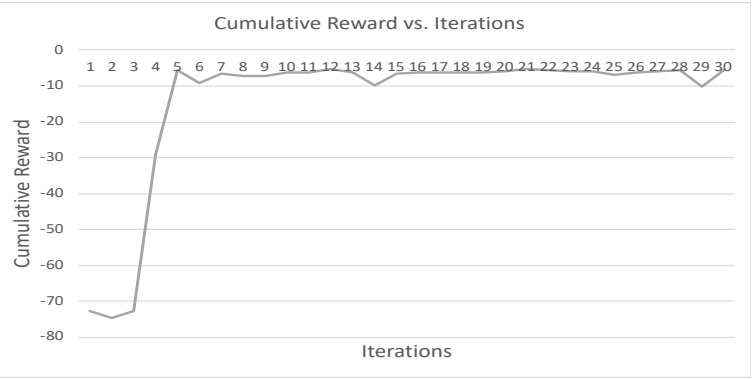 Cumulative Reward vs. Iterations
0
1 2 3 4 5 6 7 8 9 10 11 12 13 14 15 16 17 18 19 20 21 22 23 24 25 26 27 28 29 30
-10
-20
-30
-40
-50
-60
-70
-80
Cumulative Reward
Iterations